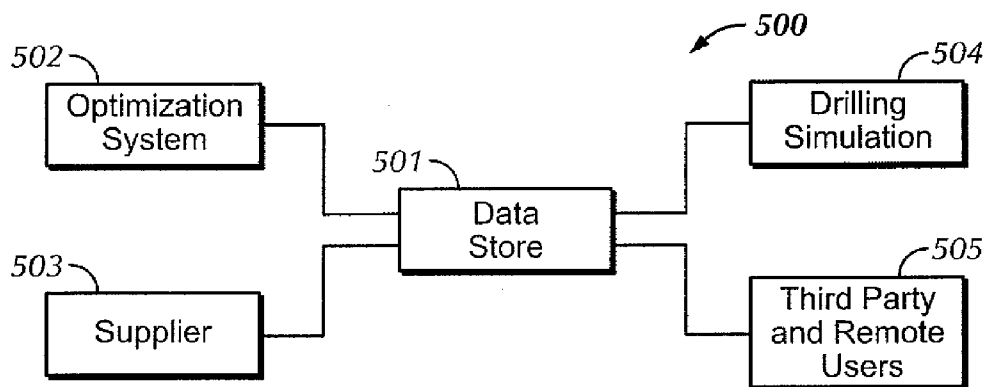 500
502
Optimization
System
504
Drilling
Simulation
501
Data
Store
503
Supplier
505
Third Party
and Remote
Users